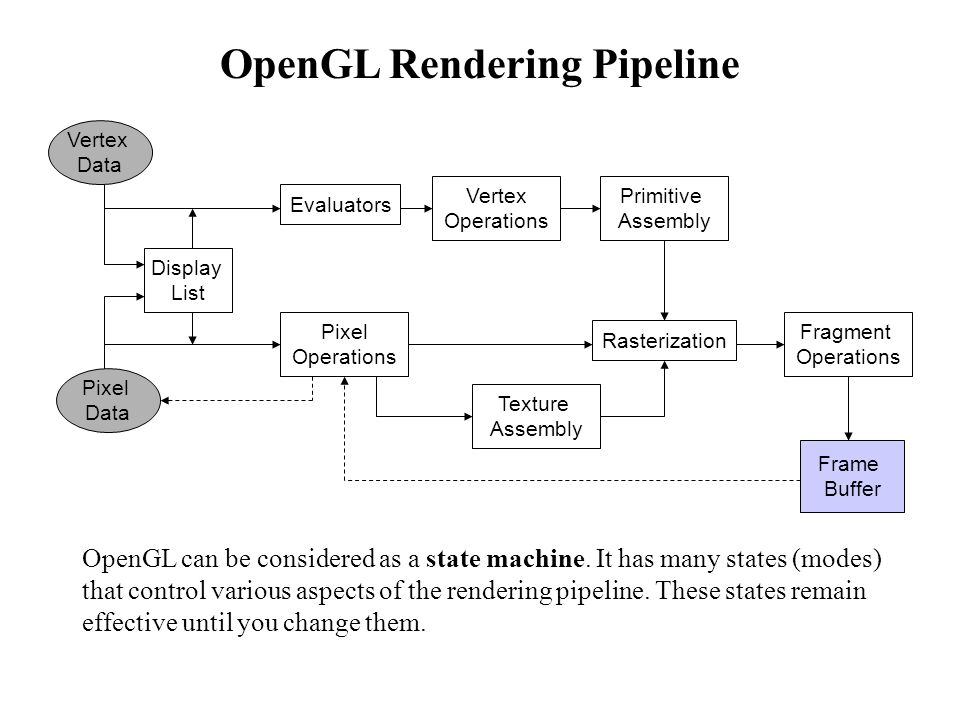 OpenGL Rendering Pipeline
Vertex
Data
Evaluators
Vertex
Operations
Primitive
Assembly
Display
List
Pixel
Operations
Rasterization
Fragment
Operations
Pixel
Data
Texture
Assembly
Frame
Buffer
OpenGL can be considered as a state machine. It has many states (modes)
that control various aspects of the rendering pipeline. These states remain
effective until you change them.